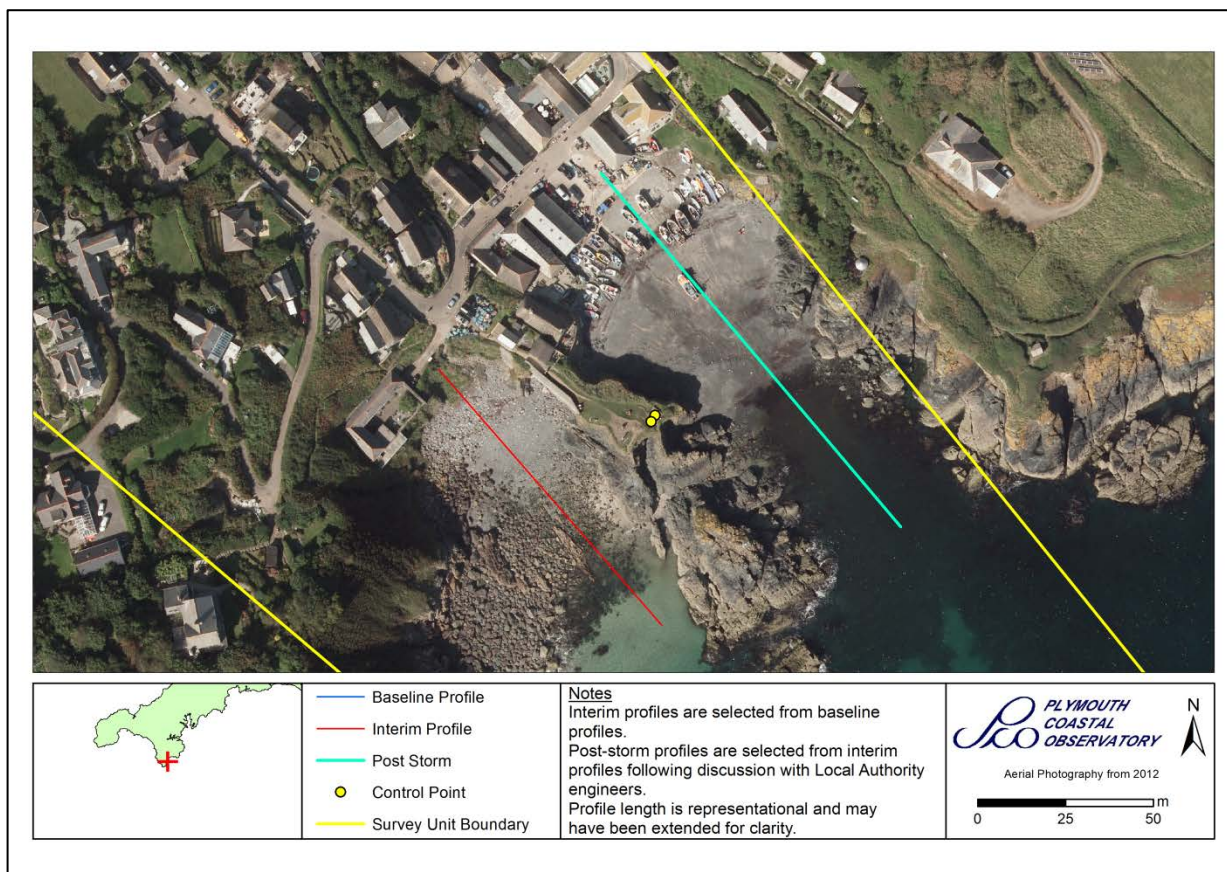 Baseline Profile
Interim Profile
Post Storm
Control Point
Survey Unit Boundary
Notes
Interim profiles are selected from baseline
profiles.
Post-storm profiles are selected from interim
profiles following discussion with Local Authority
engineers.
Profile length is representational and may
have been extended for clarity.
PLYMOUTH
COASTAL
OBSERVATORY
N
Aerial Photography from 2012
m
0 25 50